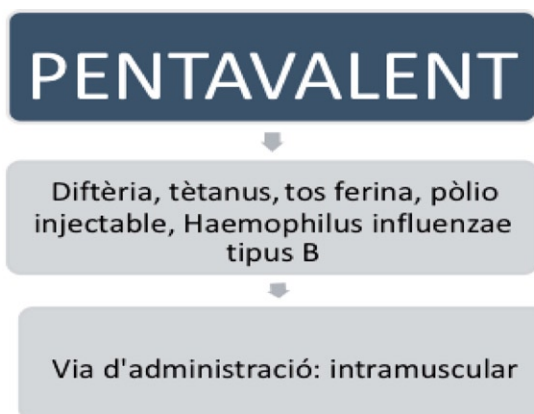 PENTAVALENT
Diftèria, tètanus, tos ferina, pòlio
injectable, Haemophilus influenzae
tipus B
Via d'administració: intramuscular